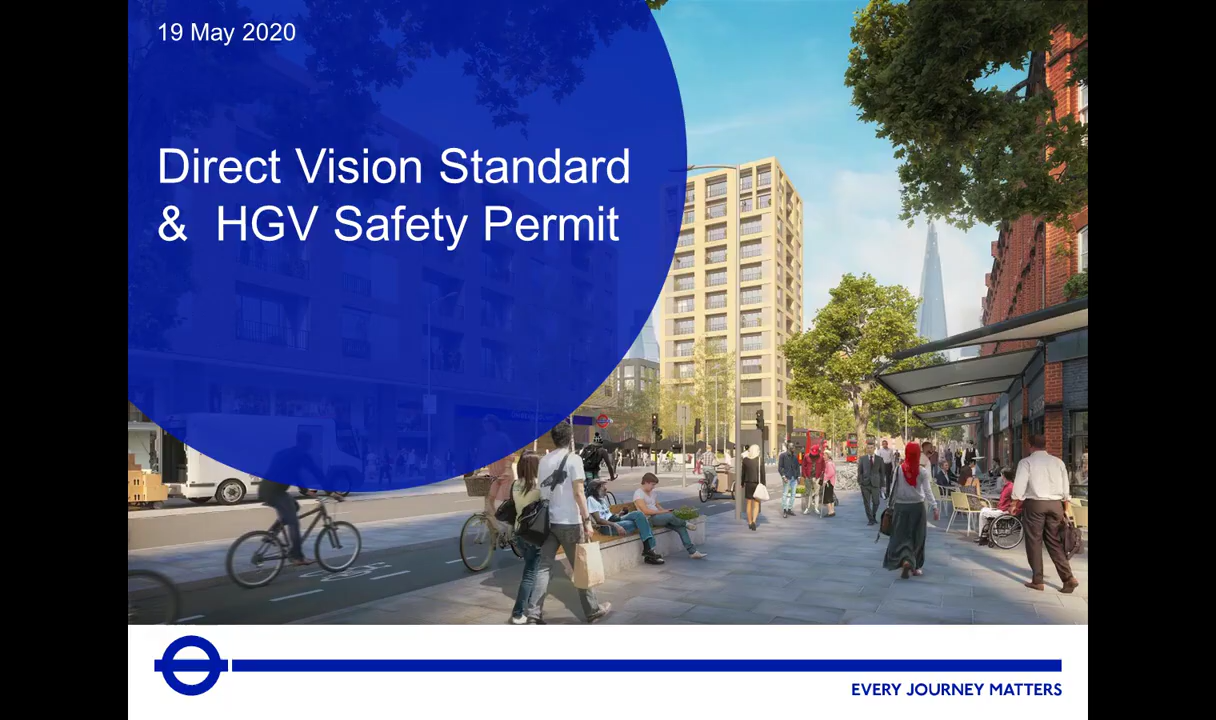 19 May 2020
Direct Vision Standard
& HGV Safety Permit
EVERY JOURNEY MATTERS